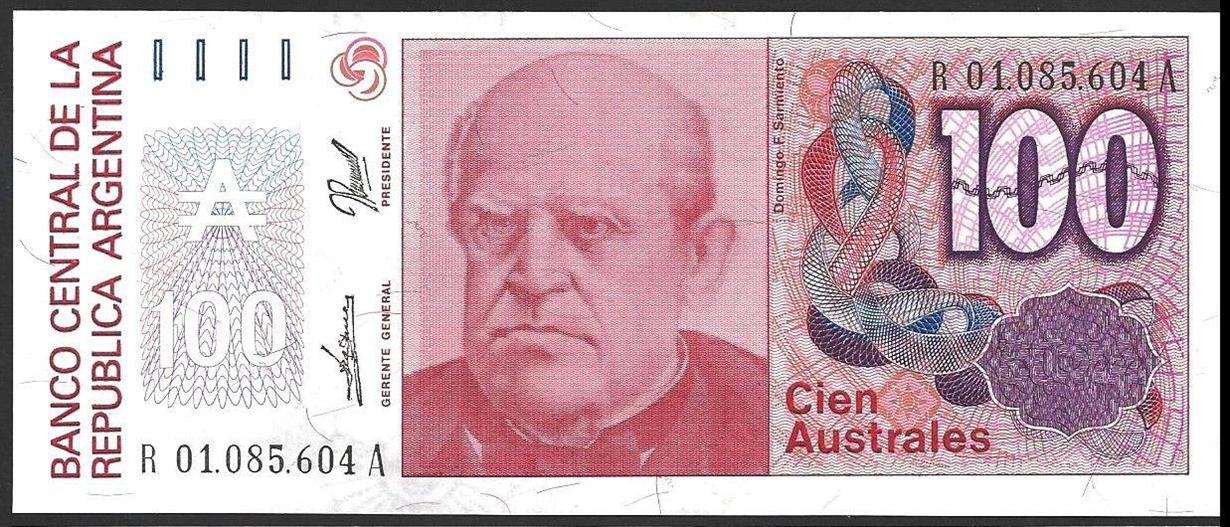 BANCO CENTRAL DE LA
REPUBLICA ARGENTINA
₳
100
R 01.085.604 A
PRESIDENTE
GERENTE GENERAL
Domingo F. Sarmiento
R 01.085.604 A
100
Cien
Australes